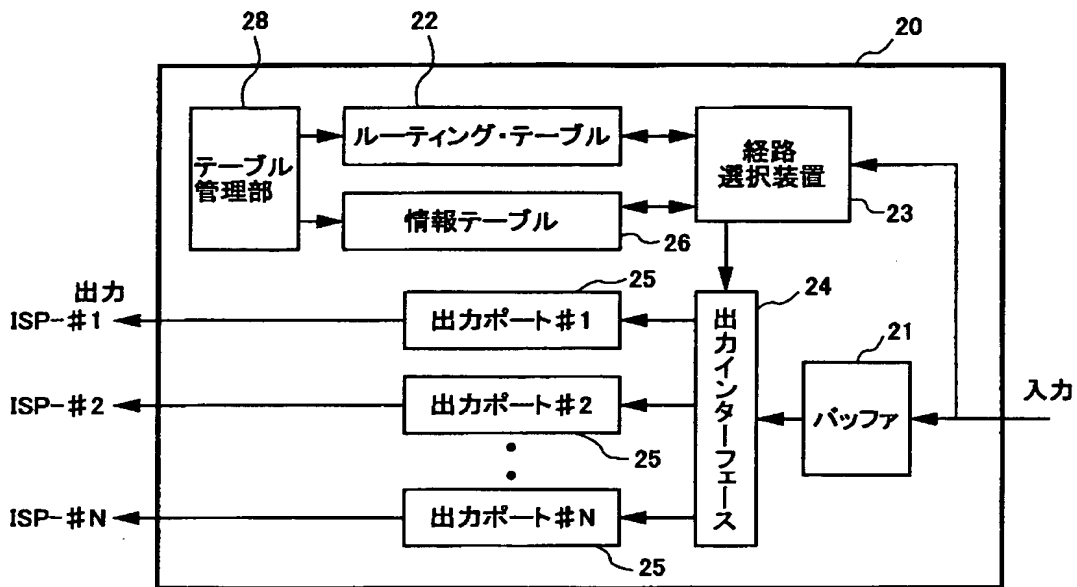 28
22
20
テーブル
管理部
ルーティング・テーブル
経路
選択装置
23
情報テーブル
26
出力
ISP-#1
25
出力ポート#1
24
出力インターフェース
21
バッファ
入力
ISP-#2
出力ポート#2
25
ISP-#N
出力ポート#N
25